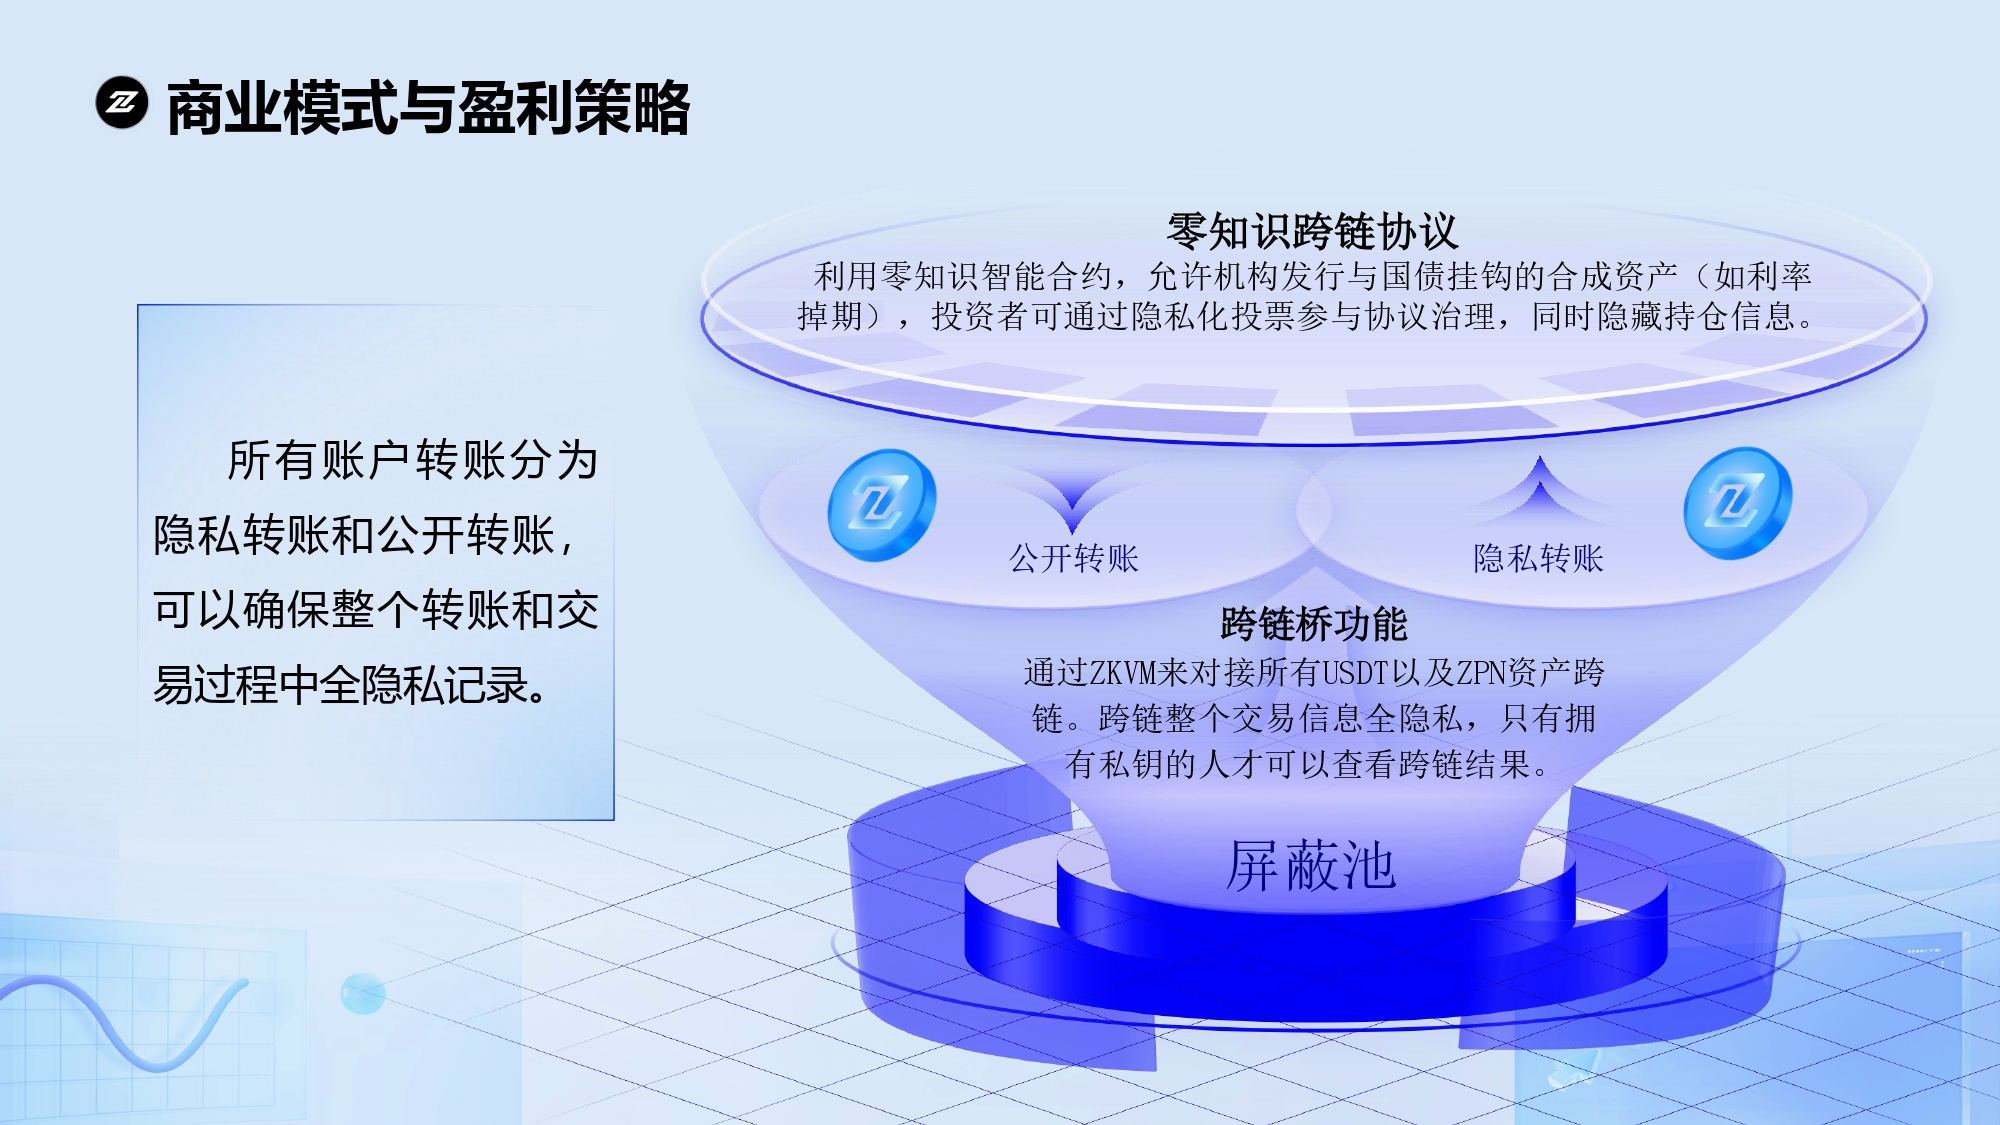 商业模式与盈利策略
零知识跨链协议
利用零知识智能合约，允许机构发行与国债挂钩的合成资产（如利率
掉期），投资者可通过隐私化投票参与协议治理，同时隐藏持仓信息。
所有账户转账分为
隐私转账和公开转账，
可以确保整个转账和交
易过程中全隐私记录。
公开转账
隐私转账
跨链桥功能
通过ZKVM来对接所有USDT以及ZPN资产跨
链。跨链整个交易信息全隐私，只有拥
有私钥的人才可以查看跨链结果。
屏蔽池